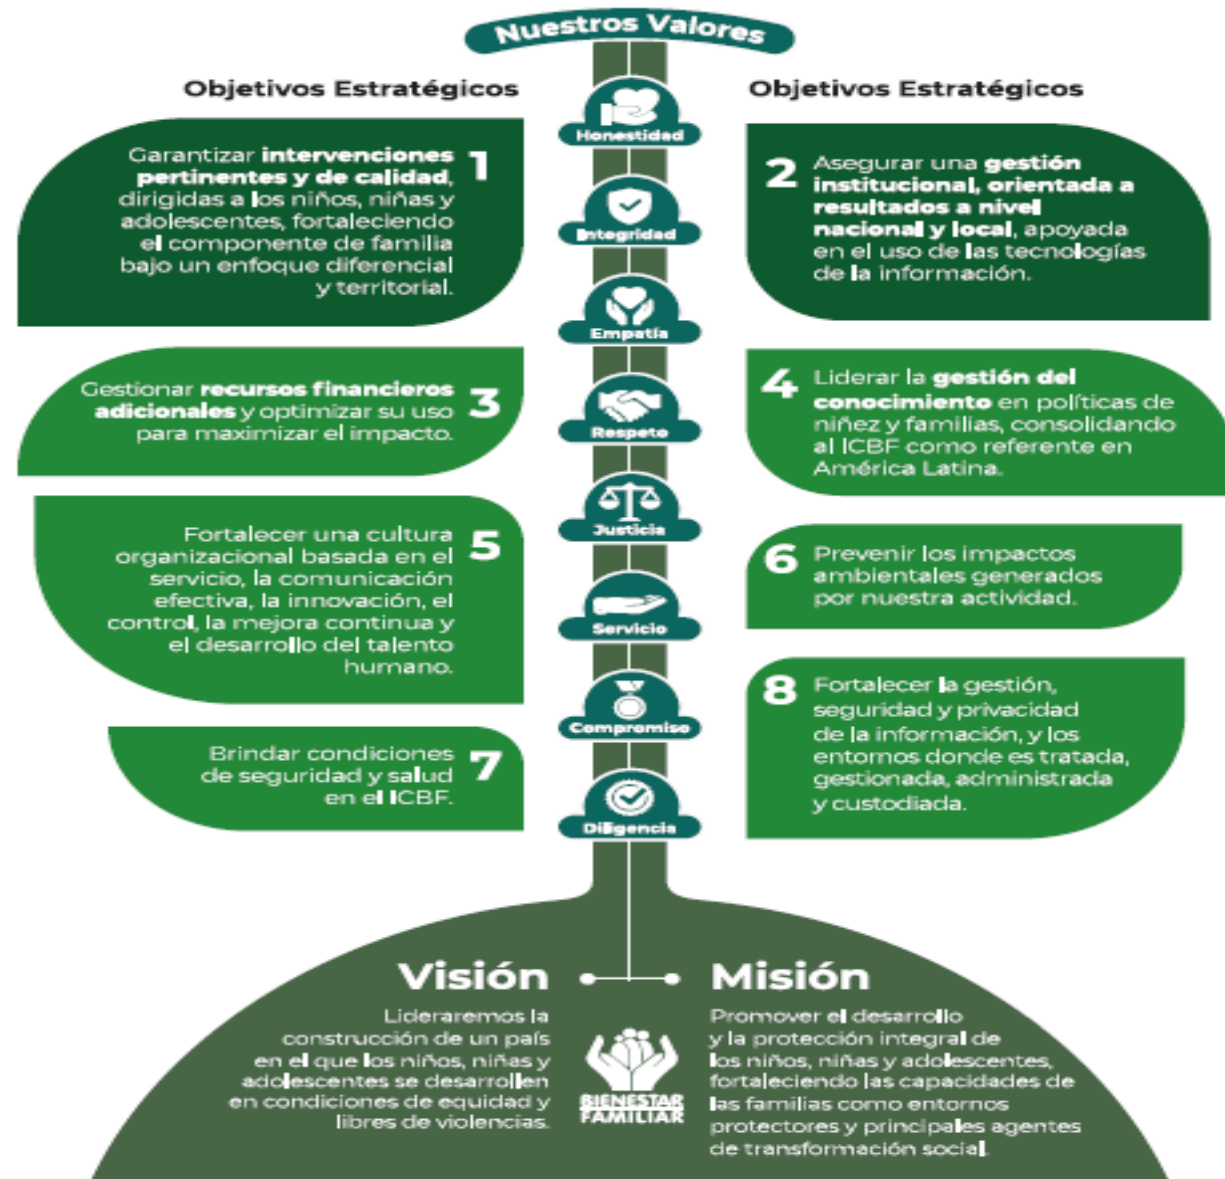 Nuestros Valores
Objetivos Estratégicos
Objetivos Estratégicos
Honestidad
Integridad
Empatía
Respeto
Justicia
Servicio
Compromiso
Diligencia
1
Garantizar intervenciones
pertinentes y de calidad,
dirigidas a los niños, niñas y
adolescentes, fortaleciendo
el componente de familia
bajo un enfoque diferencial
y territorial.
2
Asegurar una gestión
institucional, orientada a
resultados a nivel
nacional y local, apoyada
en el uso de las tecnologías
de la información.
3
Gestionar recursos financieros
adicionales y optimizar su uso
para maximizar el impacto.
4
Liderar la gestión del
conocimiento en políticas de
niñez y familias, consolidando
al ICBF como referente en
América Latina.
5
Fortalecer una cultura
organizacional basada en el
servicio, la comunicación
efectiva, la innovación, el
control, la mejora continua y
el desarrollo del talento
humano.
6
Prevenir los impactos
ambientales generados
por nuestra actividad.
7
Brindar condiciones
de seguridad y salud
en el ICBF.
8
Fortalecer la gestión,
seguridad y privacidad
de la información, y los
entornos donde es tratada,
gestionada, administrada
y custodiada.
Visión
Lideraremos la
construcción de un país
en el que los niños, niñas y
adolescentes se desarrollen
en condiciones de equidad y
libres de violencias.
BIENESTAR
FAMILIAR
Misión
Promover el desarrollo
y la protección integral de
los niños, niñas y adolescentes,
fortaleciendo las capacidades de
las familias como entornos
protectores y principales agentes
de transformación social.